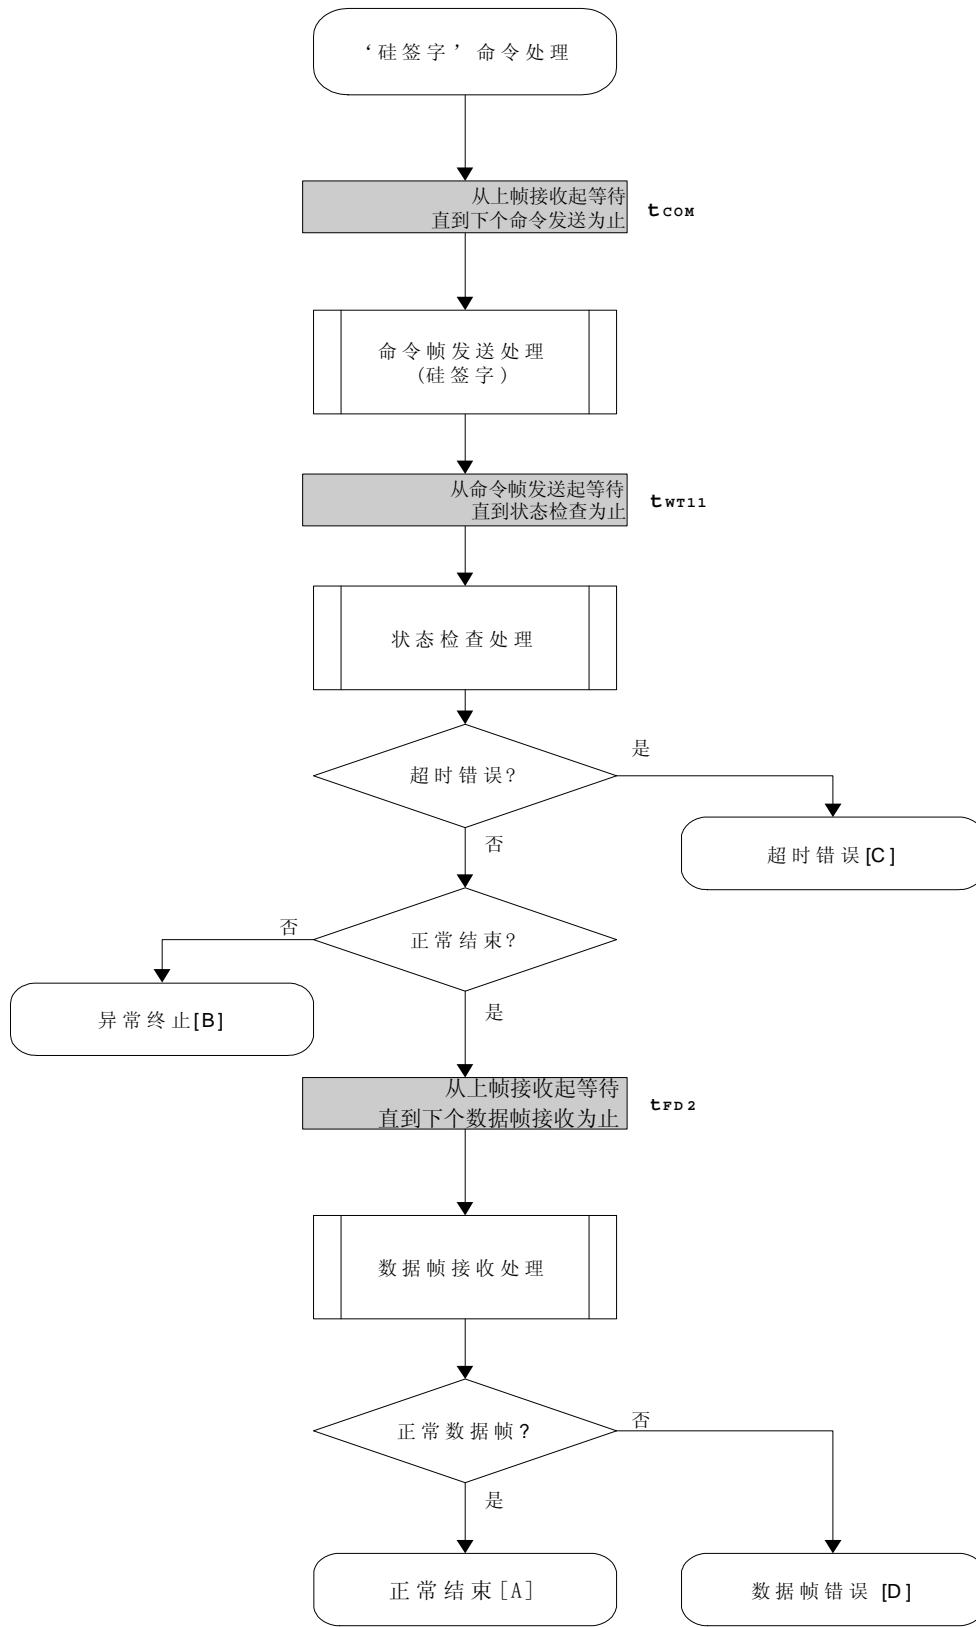 ‘硅签字’命令处理
从上帧接收起等待
直到下个命令发送为止
tCOM
命令帧发送处理
(硅签字)
从命令帧发送起等待
直到状态检查为止
tWT11
状态检查处理
超时错误?
是
超时错误[C]
否
正常结束?
否
异常终止[B]
是
从上帧接收起等待
直到下个数据帧接收为止
tFD2
数据帧接收处理
正常数据帧?
否
是
正常结束[A]
数据帧错误 [D]